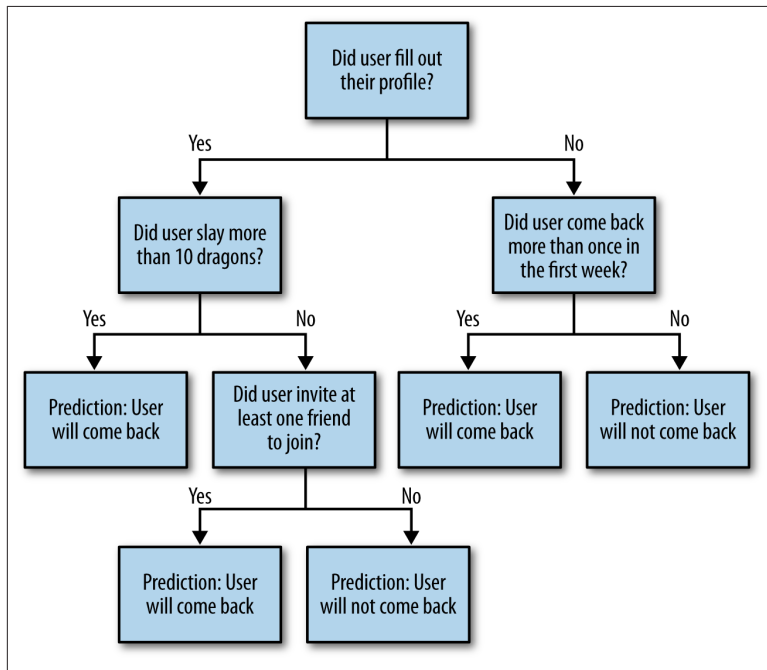 Did user fill out
their profile?
Yes
No
Did user slay more
than 10 dragons?
Did user come back
more than once in
the first week?
Yes
No
Yes
No
Prediction: User
will come back
Did user invite at
least one friend
to join?
Prediction: User
will come back
Prediction: User
will not come back
Yes
No
Prediction: User
will come back
Prediction: User
will not come back